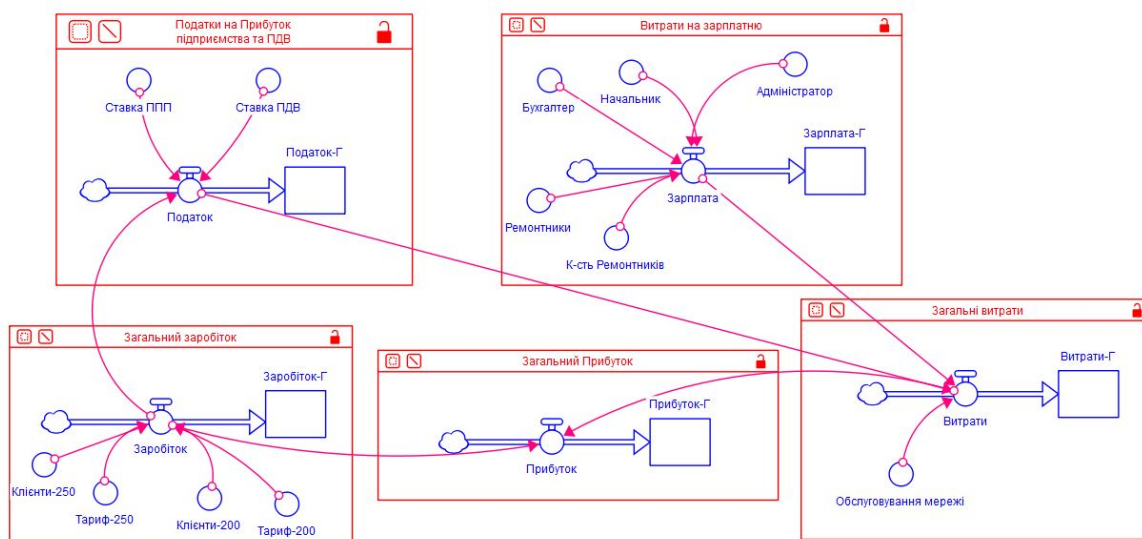 Податки на Прибуток
підприємства та ПДВ
Ставка ППП
Ставка ПДВ
Податок-Г
Податок
Витрати на зарплатню
Бухгалтер
Начальник
Адміністратор
Зарплата-Г
Зарплата
Ремонтники
К-сть Ремонтників
Загальний заробіток
Заробіток-Г
Заробіток
Клієнти-250
Тариф-250
Клієнти-200
Тариф-200
Загальний Прибуток
Прибуток-Г
Прибуток
Загальні витрати
Витрати-Г
Витрати
Обслуговування мережі